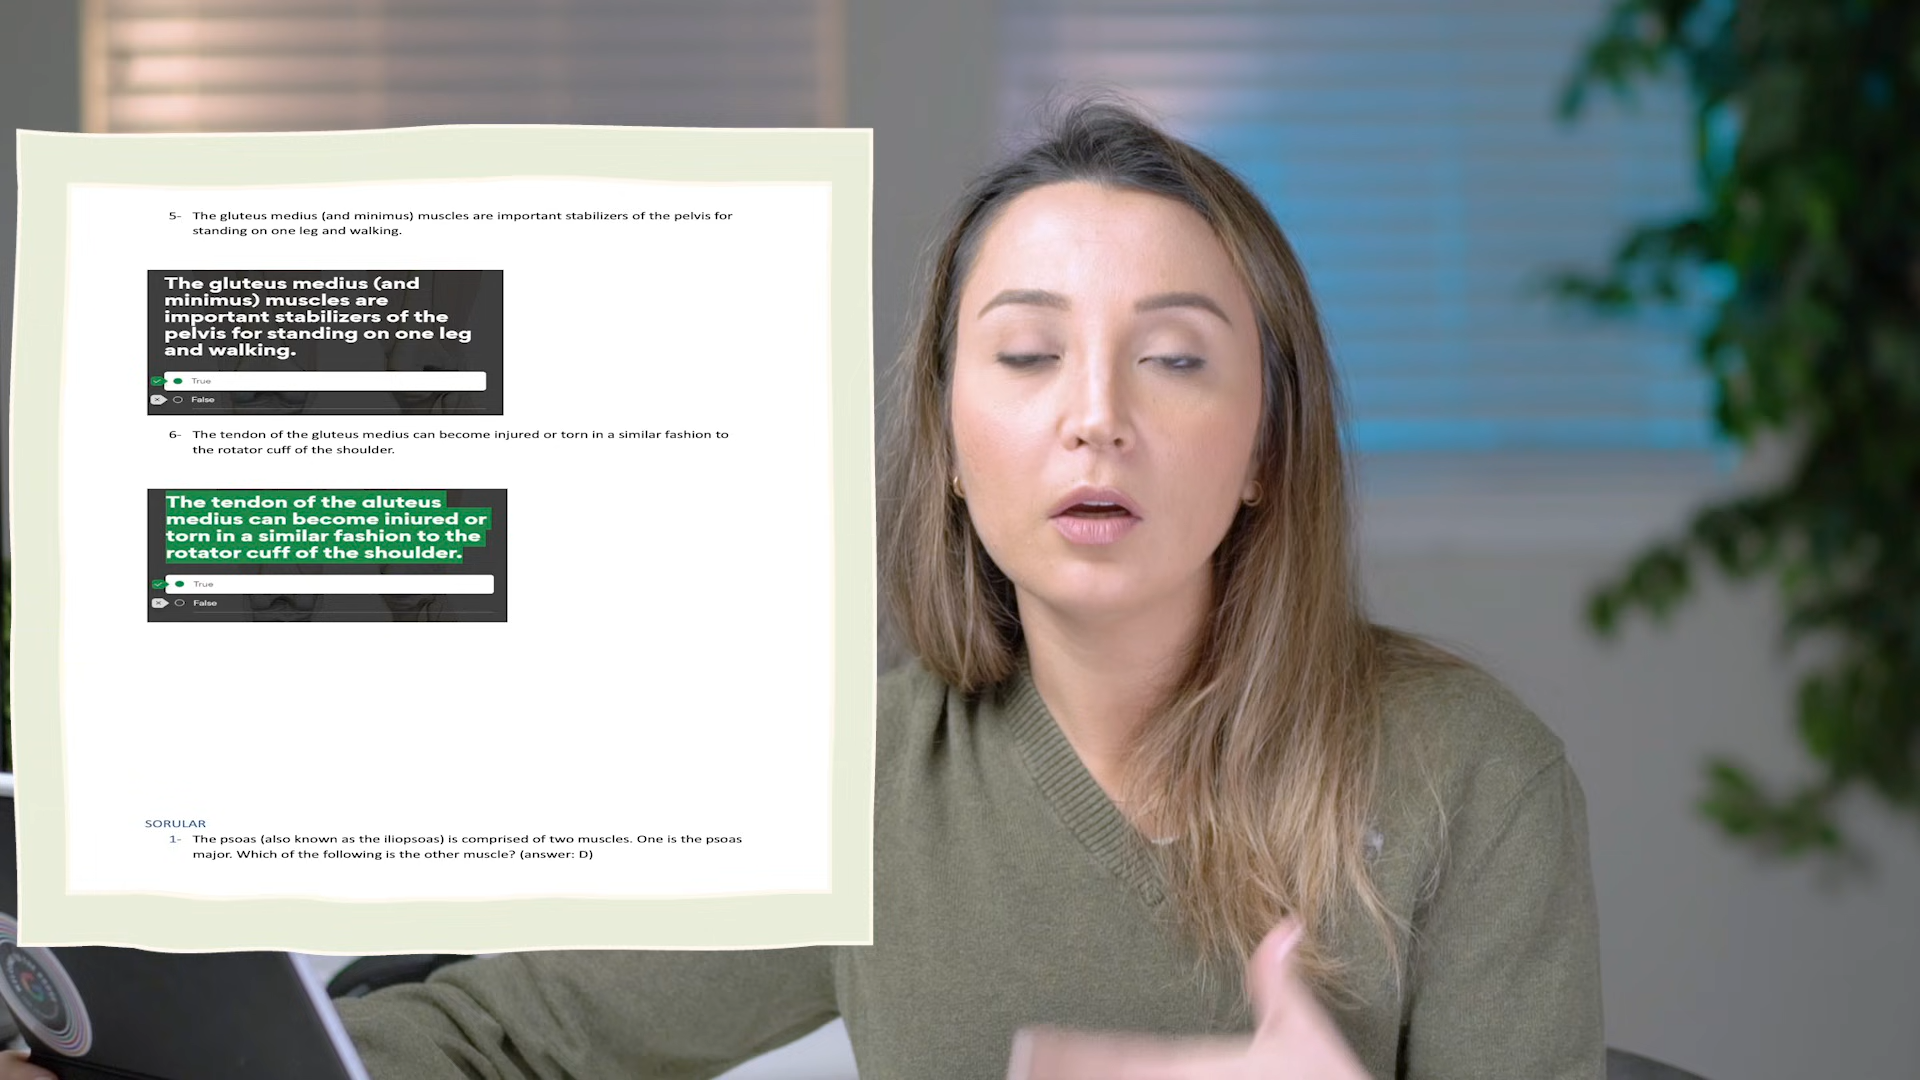 5- The gluteus medius (and minimus) muscles are important stabilizers of the pelvis for
standing on one leg and walking.
The gluteus medius (and
minimus) muscles are
important stabilizers of the
pelvis for standing on one leg
and walking.
True
False
6- The tendon of the gluteus medius can become injured or torn in a similar fashion to
the rotator cuff of the shoulder.
The tendon of the gluteus
medius can become injured or
torn in a similar fashion to the
rotator cuff of the shoulder.
True
False
SORULAR
1- The psoas (also known as the iliopsoas) is comprised of two muscles. One is the psoas
major. Which of the following is the other muscle? (answer: D)